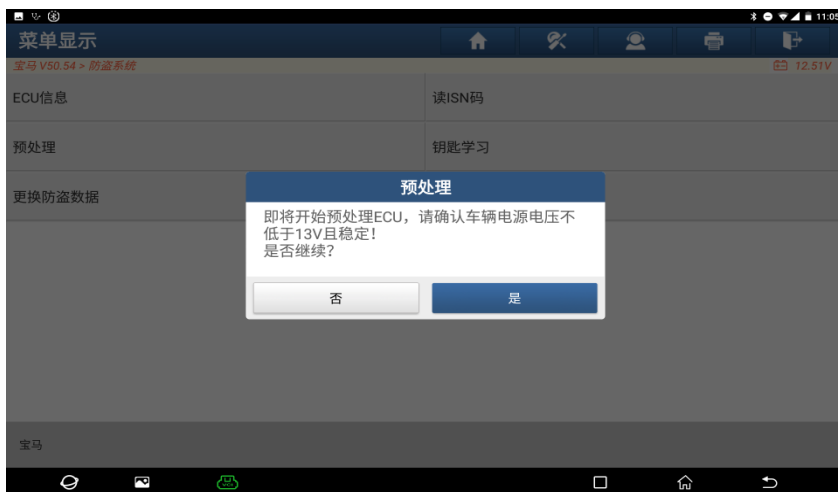 11:05
菜单显示
宝马 V50.54 > 防盗系统
12.51V
ECU信息
读ISN码
预处理
钥匙学习
更换防盗数据
预处理
即将开始预处理ECU，请确认车辆电源电压不
低于13V且稳定！
是否继续？
否
是
宝马